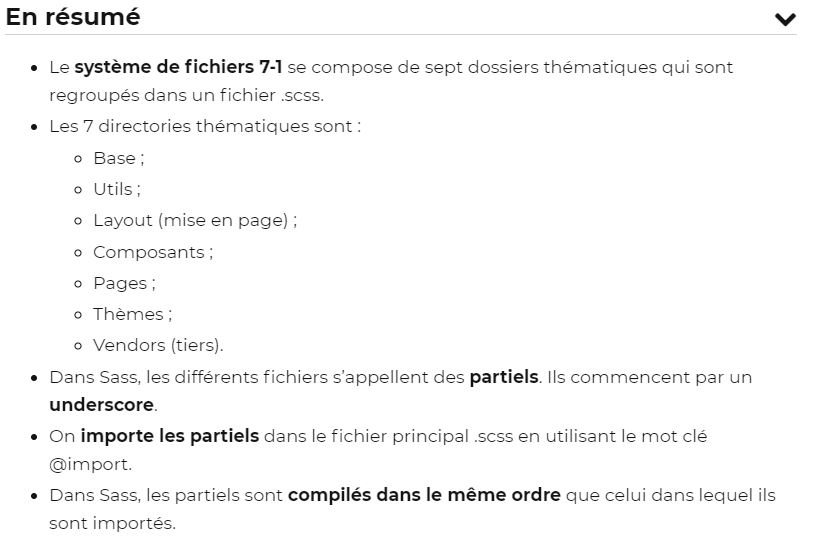 En résumé
Le système de fichiers 7-1 se compose de sept dossiers thématiques qui sont
regroupés dans un fichier .scss.
Les 7 directories thématiques sont :
Base ;
Utils ;
Layout (mise en page) ;
Composants ;
Pages ;
Thèmes ;
Vendors (tiers).
Dans Sass, les différents fichiers s’appellent des partiels. Ils commencent par un
underscore.
On importe les partiels dans le fichier principal .scss en utilisant le mot clé
@import.
Dans Sass, les partiels sont compilés dans le même ordre que celui dans lequel ils
sont importés.